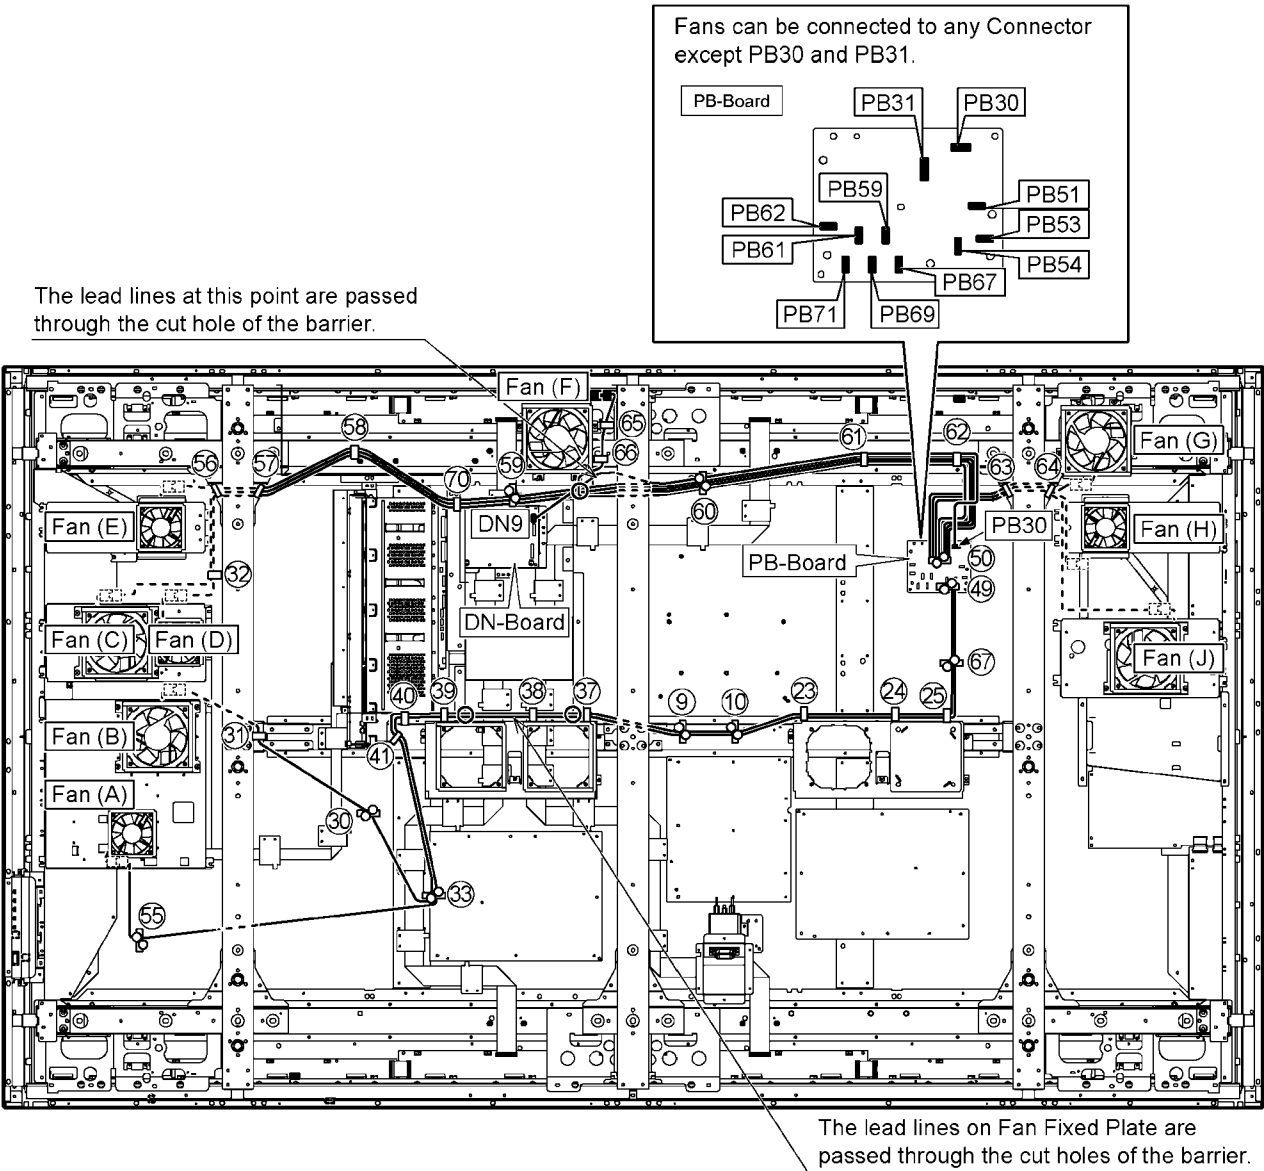 Fans can be connected to any Connector
except PB30 and PB31.
PB-Board
PB31
PB30
PB59
PB51
PB62
PB53
PB61
PB54
PB67
PB71
PB69
The lead lines at this point are passed
through the cut hole of the barrier.
Fan (F)
65
58
61
62
Fan (G)
66
56
57
70
59
63
64
Fan (E)
60
DN9
PB30
Fan (H)
PB-Board
50
32
49
DN-Board
Fan (C)
Fan (D)
67
Fan (J)
40
39
38
37
9
10
23
24
25
Fan (B)
31
41
Fan (A)
30
33
55
The lead lines on Fan Fixed Plate are
passed through the cut holes of the barrier.